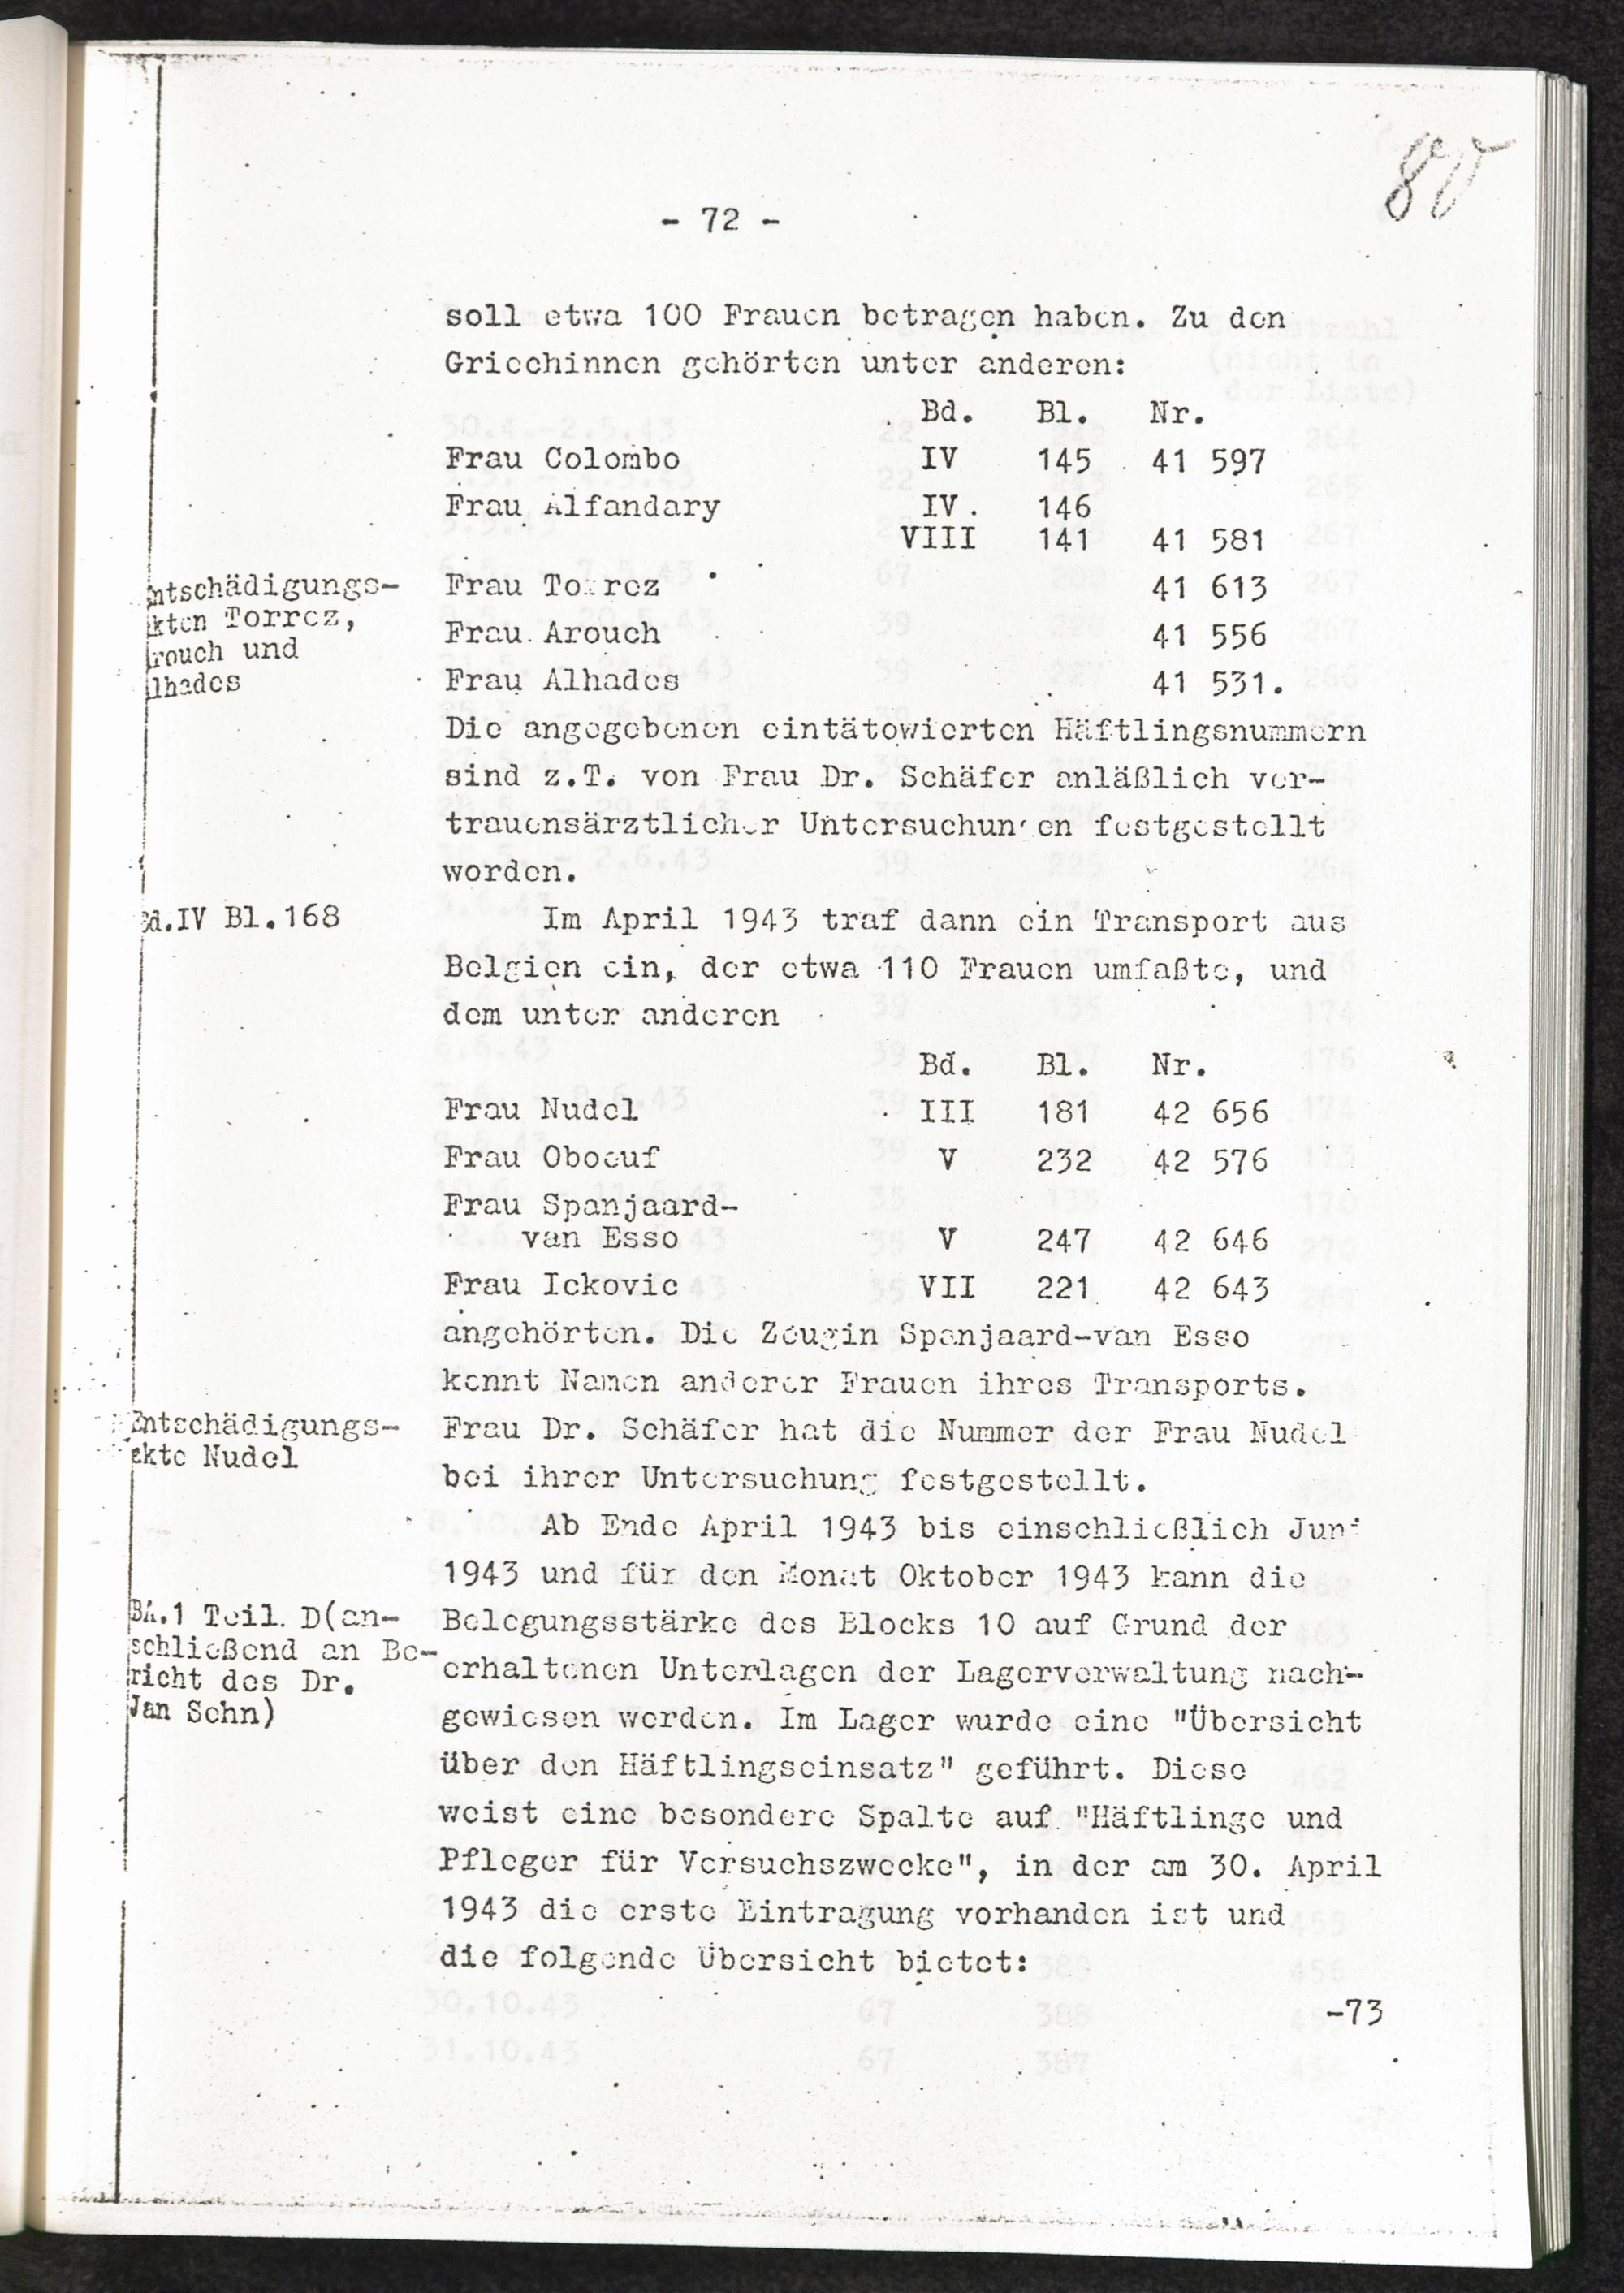 80
- 72 -
soll etwa 100 Frauen betragen haben. Zu den
Griechinnen gehörten unter anderen:
Bd. Bl. Nr.
Frau Colombo IV 145 41 597
Frau Alfandary IV. 146
VIII 141 41 581
Entschädigungs-
akten Torrez,
Arouch und
Alhades
Frau Torrez 41 613
Frau Arouch 41 556
Frau Alhades 41 531.
Die angegebenen eintätowierten Häftlingsnummern
sind z.T. von Frau Dr. Schäfer anläßlich ver-
trauensärztlicher Untersuchungen festgestellt
worden.
Bd.IV Bl.168
Im April 1943 traf dann ein Transport aus
Belgien ein, der etwa 110 Frauen umfaßte, und
dem unter anderen
Bd. Bl. Nr.
Frau Nudel III 181 42 656
Frau Oboeuf V 232 42 576
Frau Spanjaard-
van Esso V 247 42 646
Frau Ickovic VII 221 42 643
angehörten. Die Zeugin Spanjaard-van Esso
kennt Namen anderer Frauen ihres Transports.
Entschädigungs-
akte Nudel
Frau Dr. Schäfer hat die Nummer der Frau Nudel
bei ihrer Untersuchung festgestellt.
Ab Ende April 1943 bis einschließlich Juni
1943 und für den Monat Oktober 1943 kann die
BA.1 Teil D(an-
schließend an Be-
richt des Dr.
Jan Sehn)
Belegungsstärke des Blocks 10 auf Grund der
erhaltenen Unterlagen der Lagerverwaltung nach-
gewiesen werden. Im Lager wurde eine "Übersicht
über den Häftlingseinsatz" geführt. Diese
weist eine besondere Spalte auf "Häftlinge und
Pfleger für Versuchszwecke", in der am 30. April
1943 die erste Eintragung vorhanden ist und
die folgende Übersicht bietet:
-73